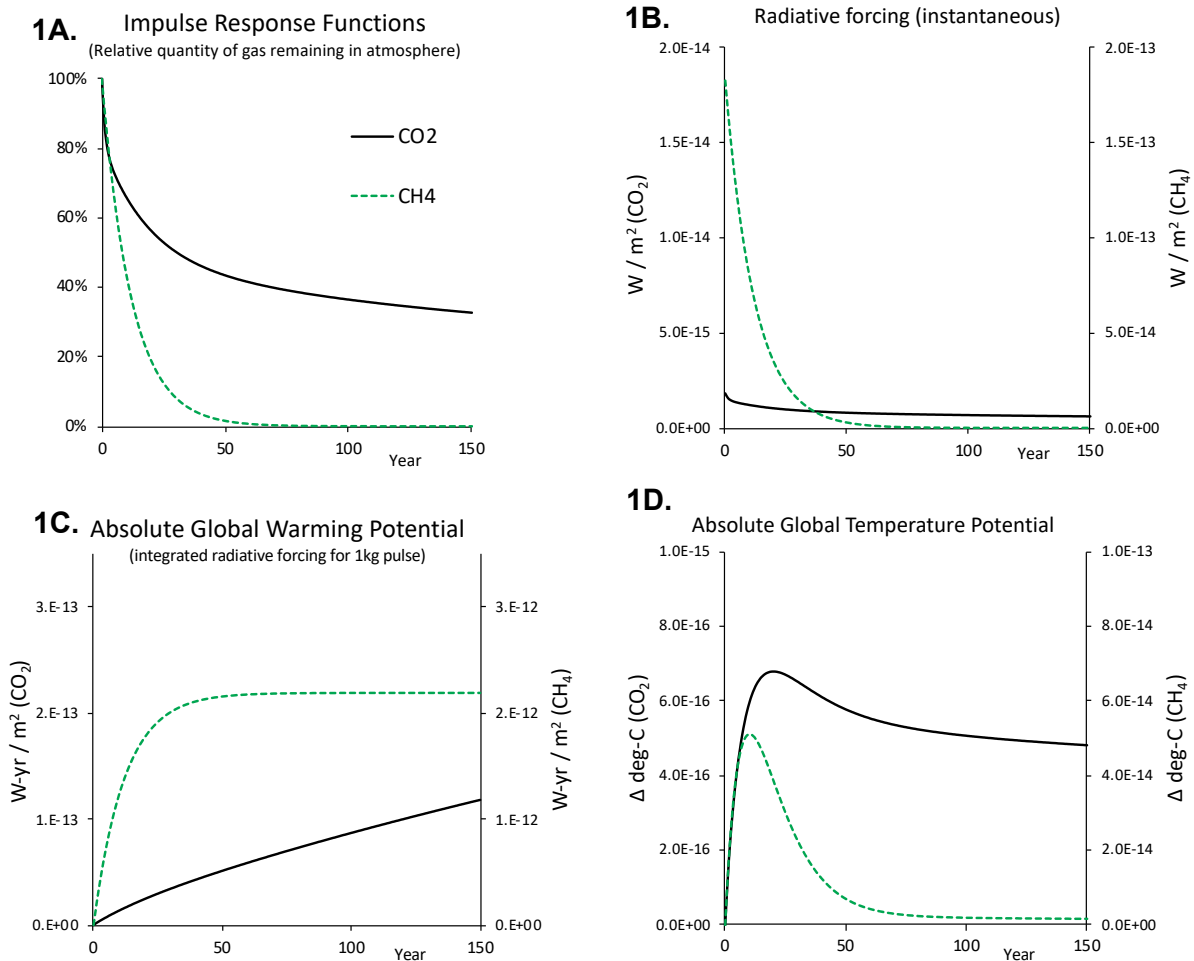 1A.
Impulse Response Functions
(Relative quantity of gas remaining in atmosphere)
100%
80%
60%
40%
20%
0%
CO2
CH4
0
50
100
150
Year
1B.
Radiative forcing (instantaneous)
2.0E-14
1.5E-14
1.0E-14
5.0E-15
0.0E+00
W / m² (CO₂)
2.0E-13
1.5E-13
1.0E-13
5.0E-14
0.0E+00
W / m² (CH₄)
0
50
100
150
Year
1C.
Absolute Global Warming Potential
(integrated radiative forcing for 1kg pulse)
3.E-13
2.E-13
1.E-13
0.E+00
W-yr / m² (CO₂)
3.E-12
2.E-12
1.E-12
0.E+00
W-yr / m² (CH₄)
0
50
100
150
Year
1D.
Absolute Global Temperature Potential
1.0E-15
8.0E-16
6.0E-16
4.0E-16
2.0E-16
0.0E+00
Δ deg-C (CO₂)
1.0E-13
8.0E-14
6.0E-14
4.0E-14
2.0E-14
0.0E+00
Δ deg-C (CH₄)
0
50
100
150
Year